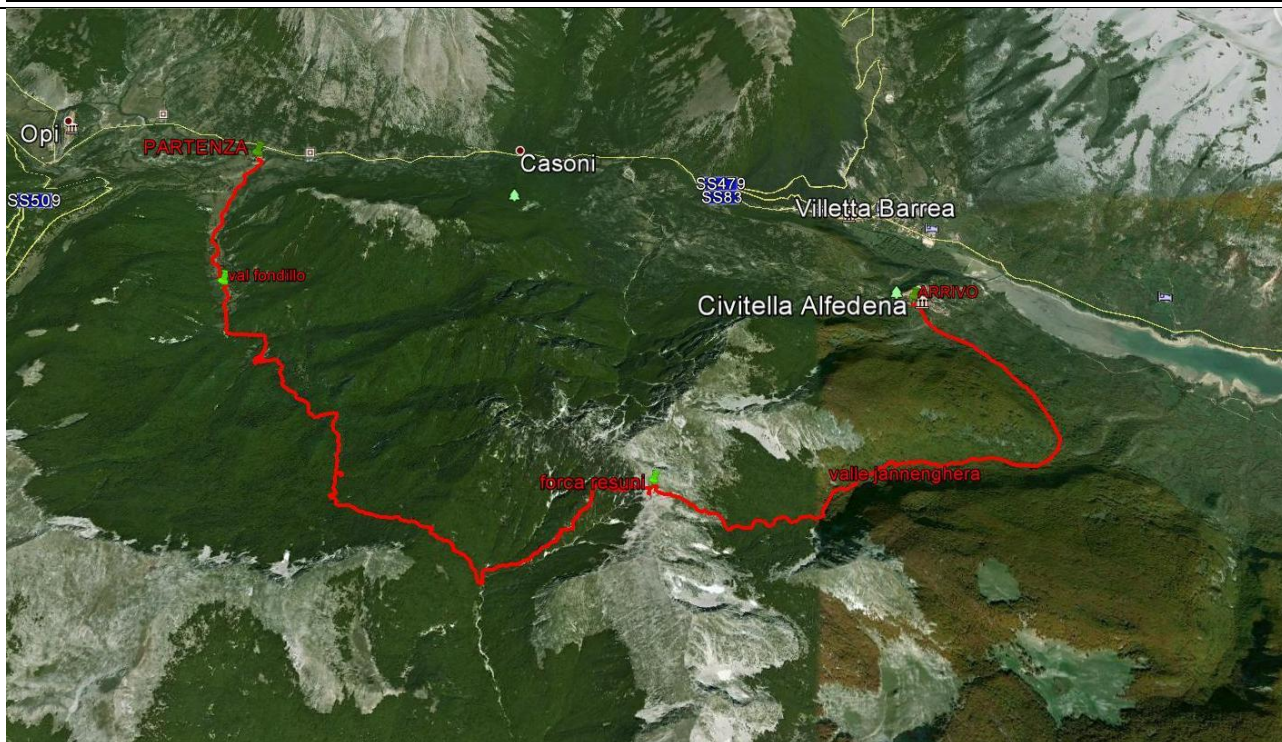 Opi
PARTENZA
Casoni
SS509
SS479
SS83
Villetta Barrea
val fondillo
Civitella Alfedena
ARRIVO
forca resuni
valle jannenghera